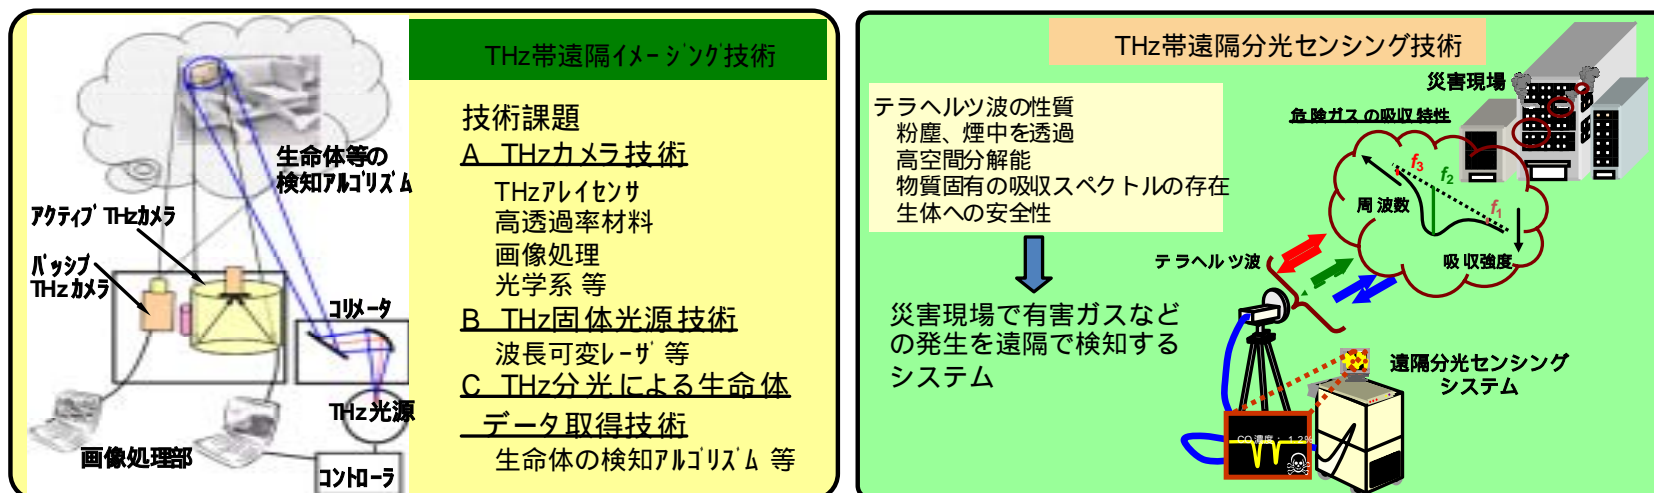 THz帯遠隔イメージング技術
生命体等の
検知アルゴリズム
アクティブTHzカメラ
パッシブ
THzカメラ
コリメータ
THz光源
画像処理部
コントローラ
技術課題
A THzカメラ技術
THzアレイセンサ
高透過率材料
画像処理
光学系 等
B THz固体光源技術
波長可変レーザ 等
C THz分光による生命体
データ取得技術
生命体の検知アルゴリズム 等
THz帯遠隔分光センシング技術
テラヘルツ波の性質
粉塵、煙中を透過
高空間分解能
物質固有の吸収スペクトルの存在
生体への安全性
災害現場で有害ガスなど
の発生を遠隔で検知する
システム
災害現場
危険ガスの吸収特性
f3
f2
f1
周波数
吸収強度
テラヘルツ波
遠隔分光センシング
システム
CO濃度：1.2%